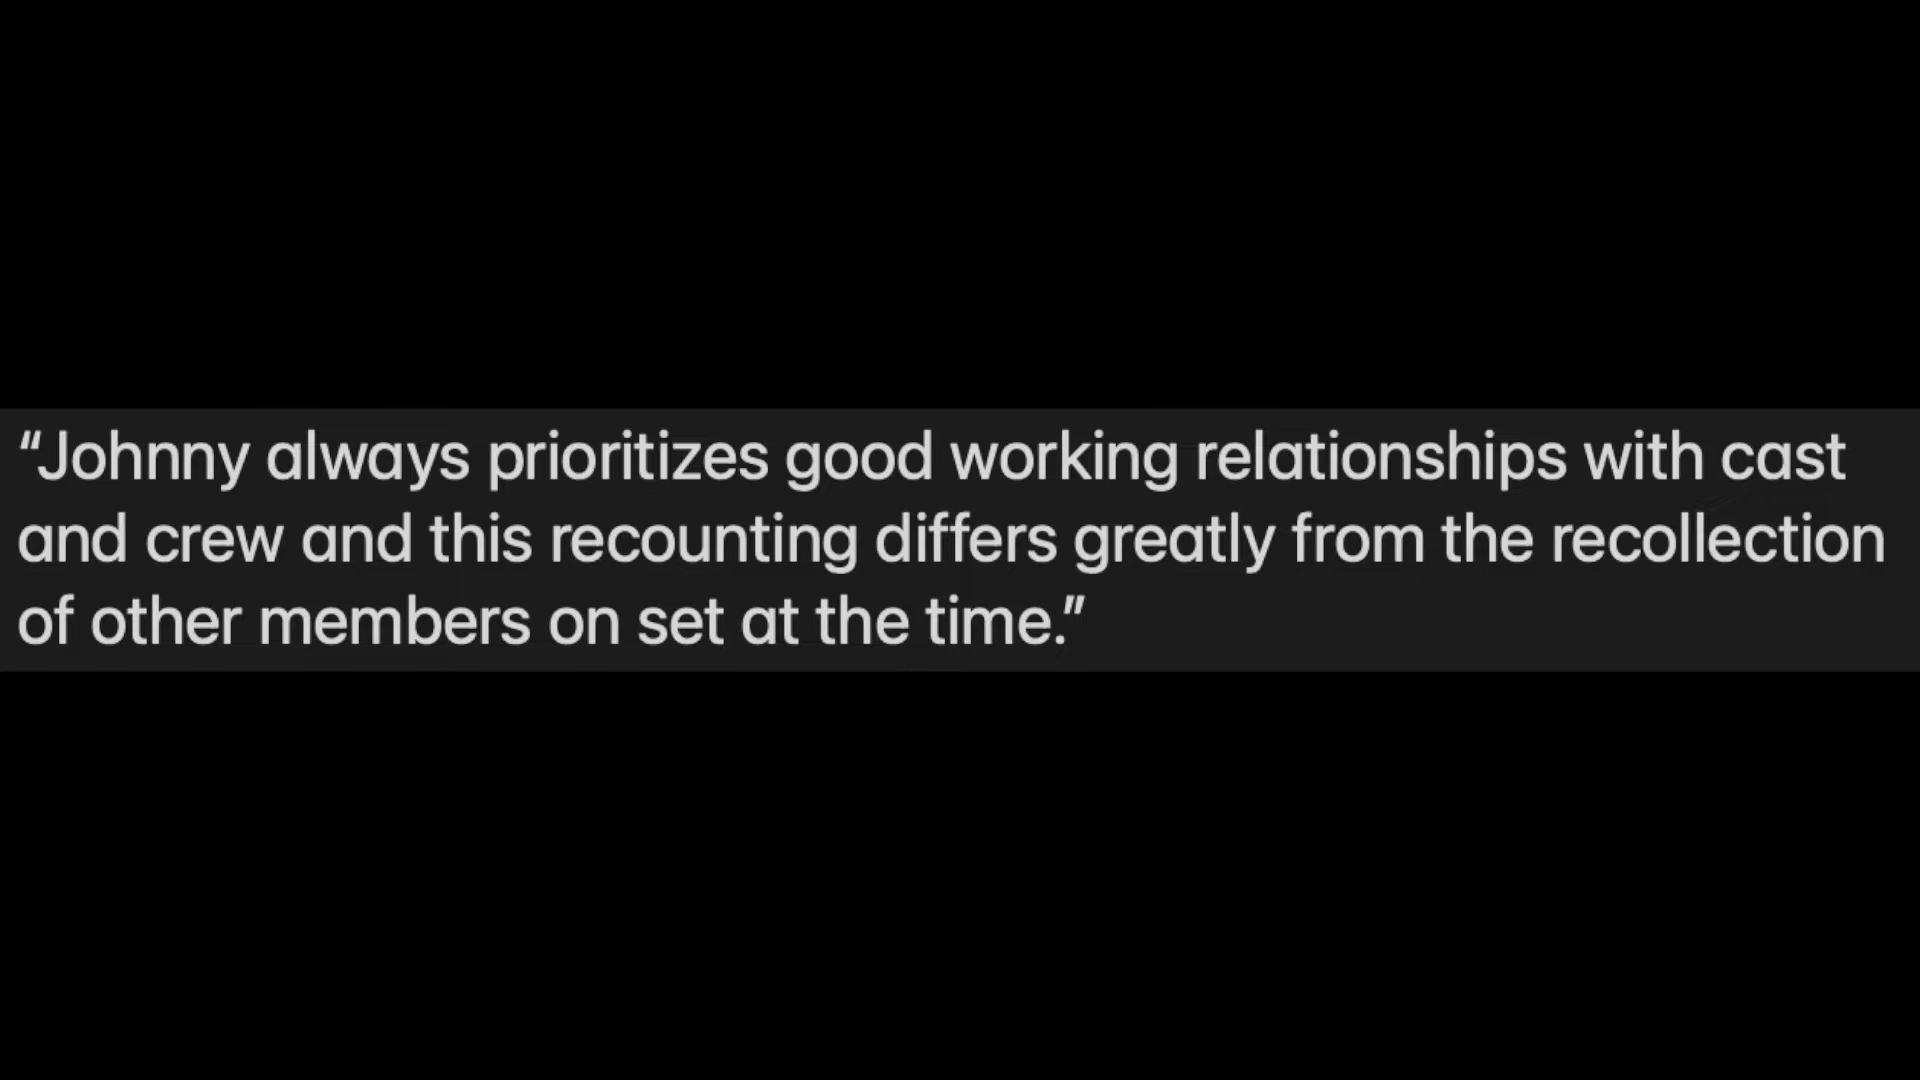 “Johnny always prioritizes good working relationships with cast
and crew and this recounting differs greatly from the recollection
of other members on set at the time.”